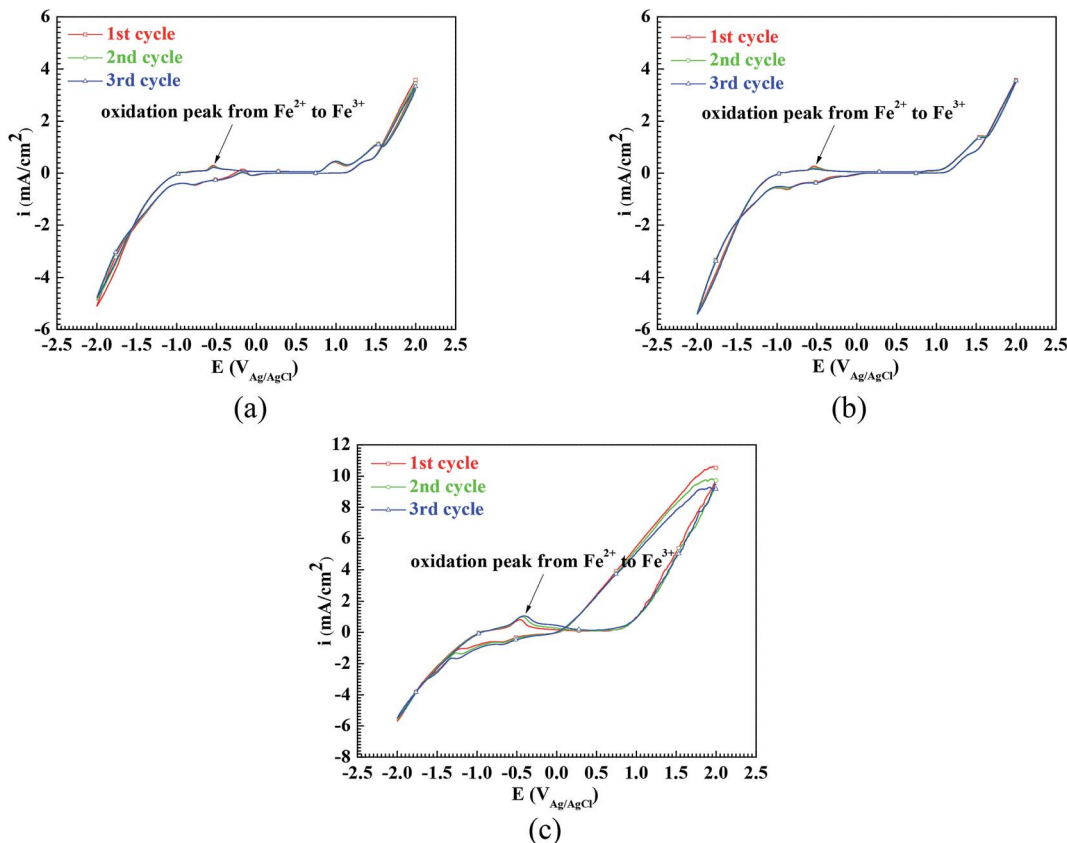 6
4
2
0
-2
-4
-6
i (mA/cm²)
1st cycle
2nd cycle
3rd cycle
oxidation peak from Fe²⁺ to Fe³⁺
-2.5 -2.0 -1.5 -1.0 -0.5 0.0 0.5 1.0 1.5 2.0 2.5
E (V_Ag/AgCl)
(a)
6
4
2
0
-2
-4
-6
i (mA/cm²)
1st cycle
2nd cycle
3rd cycle
oxidation peak from Fe²⁺ to Fe³⁺
-2.5 -2.0 -1.5 -1.0 -0.5 0.0 0.5 1.0 1.5 2.0 2.5
E (V_Ag/AgCl)
(b)
12
10
8
6
4
2
0
-2
-4
-6
-8
i (mA/cm²)
1st cycle
2nd cycle
3rd cycle
oxidation peak from Fe²⁺ to Fe³⁺
-2.5 -2.0 -1.5 -1.0 -0.5 0.0 0.5 1.0 1.5 2.0 2.5
E (V_Ag/AgCl)
(c)